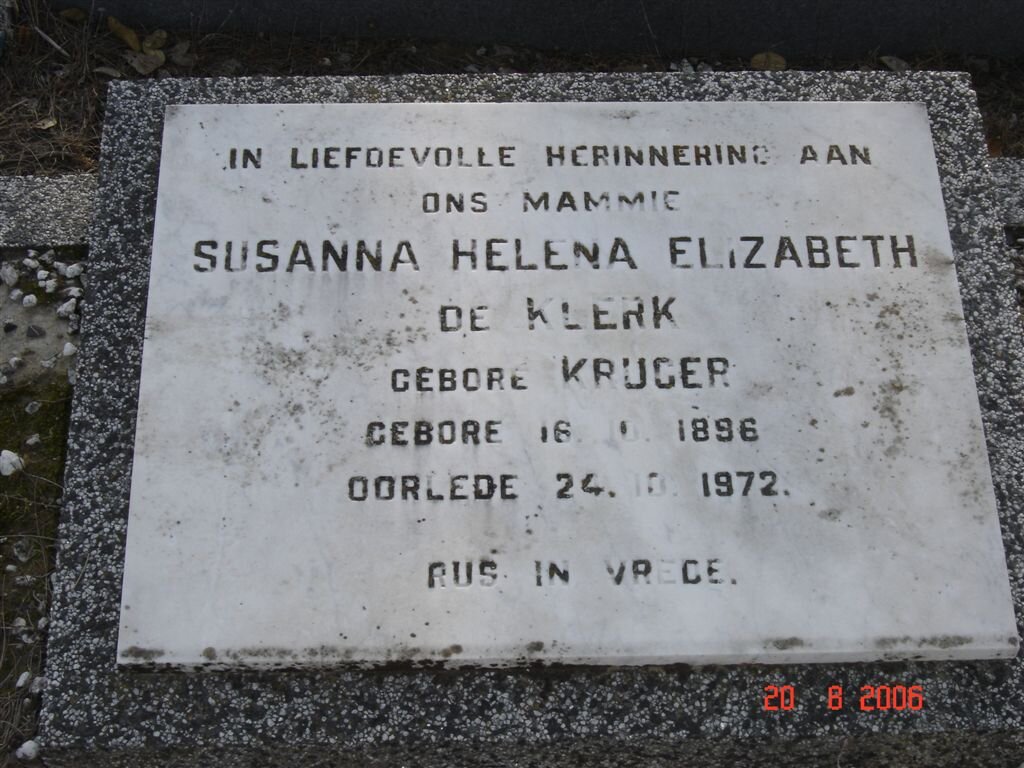 IN LIEFDEVOLLE HERINNERING AAN
ONS MAMMIE
SUSANNA HELENA ELIZABETH
DE KLERK
GEBORE KRUGER
GEBORE 16. 10. 1896
OORLEDE 24. 10. 1972.
RUS IN VREDE.
20 8 2006